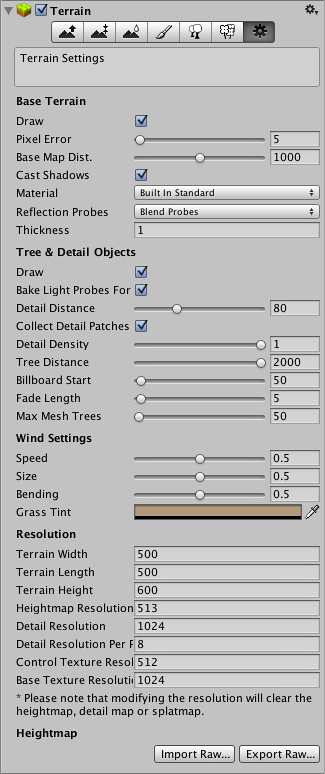 Terrain
Terrain Settings
Base Terrain
Draw
Pixel Error 5
Base Map Dist. 1000
Cast Shadows
Material Built In Standard
Reflection Probes Blend Probes
Thickness 1
Tree & Detail Objects
Draw
Bake Light Probes For
Detail Distance 80
Collect Detail Patches
Detail Density 1
Tree Distance 2000
Billboard Start 50
Fade Length 5
Max Mesh Trees 50
Wind Settings
Speed 0.5
Size 0.5
Bending 0.5
Grass Tint
Resolution
Terrain Width 500
Terrain Length 500
Terrain Height 600
Heightmap Resolution 513
Detail Resolution 1024
Detail Resolution Per P 8
Control Texture Resol 512
Base Texture Resoluti 1024
* Please note that modifying the resolution will clear the
heightmap, detail map or splatmap.
Heightmap
Import Raw... Export Raw...